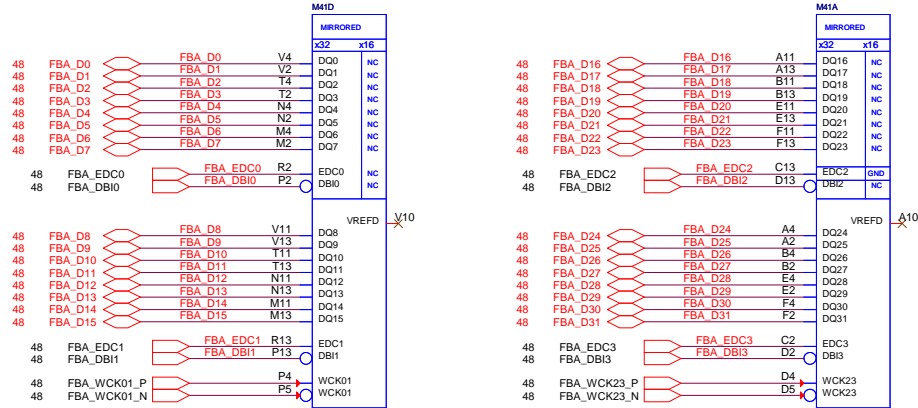 M41D
MIRRORED
x32 x16
48 FBA_D0 FBA_D0 V4 DQ0 NC
48 FBA_D1 FBA_D1 V2 DQ1 NC
48 FBA_D2 FBA_D2 T4 DQ2 NC
48 FBA_D3 FBA_D3 T2 DQ3 NC
48 FBA_D4 FBA_D4 N4 DQ4 NC
48 FBA_D5 FBA_D5 N2 DQ5 NC
48 FBA_D6 FBA_D6 M4 DQ6 NC
48 FBA_D7 FBA_D7 M2 DQ7 NC
48 FBA_EDC0 FBA_EDC0 R2 EDC0 NC
48 FBA_DBI0 FBA_DBI0 P2 DBI0 NC
VREFD V10
48 FBA_D8 FBA_D8 V11 DQ8
48 FBA_D9 FBA_D9 V13 DQ9
48 FBA_D10 FBA_D10 T11 DQ10
48 FBA_D11 FBA_D11 T13 DQ11
48 FBA_D12 FBA_D12 N11 DQ12
48 FBA_D13 FBA_D13 N13 DQ13
48 FBA_D14 FBA_D14 M11 DQ14
48 FBA_D15 FBA_D15 M13 DQ15
48 FBA_EDC1 FBA_EDC1 R13 EDC1
48 FBA_DBI1 FBA_DBI1 P13 DBI1
48 FBA_WCK01_P P4 WCK01
48 FBA_WCK01_N P5 WCK01
M41A
MIRRORED
x32 x16
48 FBA_D16 FBA_D16 A11 DQ16 NC
48 FBA_D17 FBA_D17 A13 DQ17 NC
48 FBA_D18 FBA_D18 B11 DQ18 NC
48 FBA_D19 FBA_D19 B13 DQ19 NC
48 FBA_D20 FBA_D20 E11 DQ20 NC
48 FBA_D21 FBA_D21 E13 DQ21 NC
48 FBA_D22 FBA_D22 F11 DQ22 NC
48 FBA_D23 FBA_D23 F13 DQ23 NC
48 FBA_EDC2 FBA_EDC2 C13 EDC2 GND
48 FBA_DBI2 FBA_DBI2 D13 DBI2 NC
VREFD A10
48 FBA_D24 FBA_D24 A4 DQ24
48 FBA_D25 FBA_D25 A2 DQ25
48 FBA_D26 FBA_D26 B4 DQ26
48 FBA_D27 FBA_D27 B2 DQ27
48 FBA_D28 FBA_D28 E4 DQ28
48 FBA_D29 FBA_D29 E2 DQ29
48 FBA_D30 FBA_D30 F4 DQ30
48 FBA_D31 FBA_D31 F2 DQ31
48 FBA_EDC3 FBA_EDC3 C2 EDC3
48 FBA_DBI3 FBA_DBI3 D2 DBI3
48 FBA_WCK23_P D4 WCK23
48 FBA_WCK23_N D5 WCK23